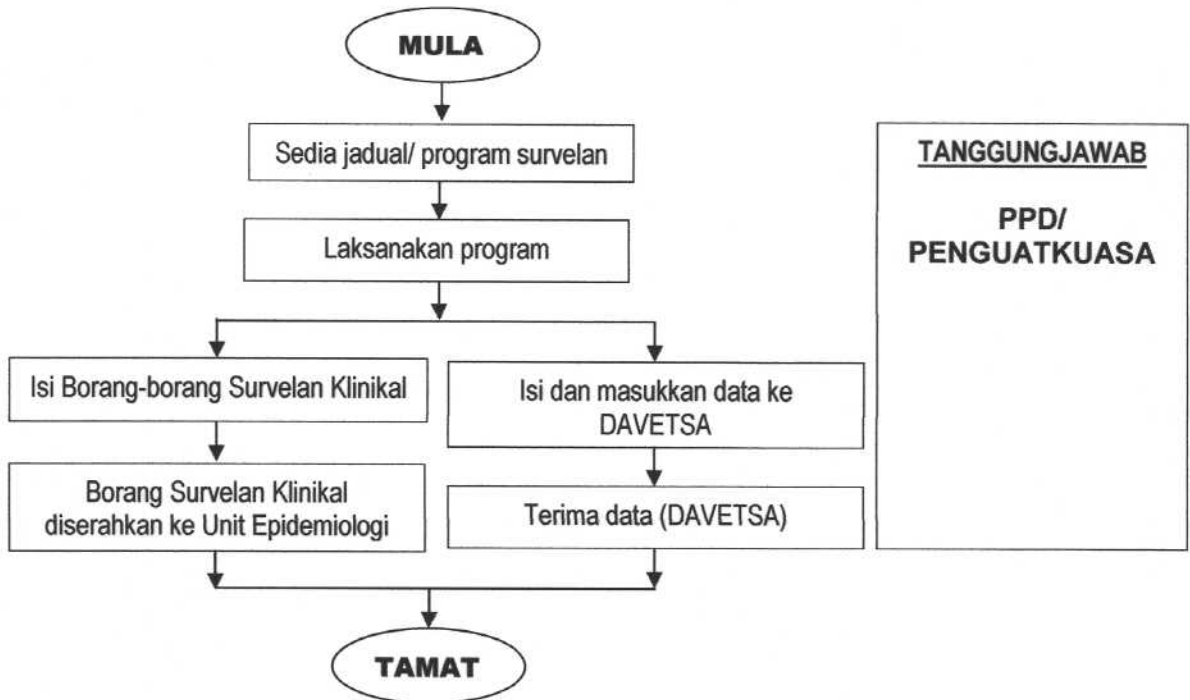 MULA
Sedia jadual/ program survelan
Laksanakan program
Isi Borang-borang Survelan Klinikal
Isi dan masukkan data ke
DAVETSA
Borang Survelan Klinikal
diserahkan ke Unit Epidemiologi
Terima data (DAVETSA)
TAMAT
TANGGUNGJAWAB
PPD/
PENGUATKUASA